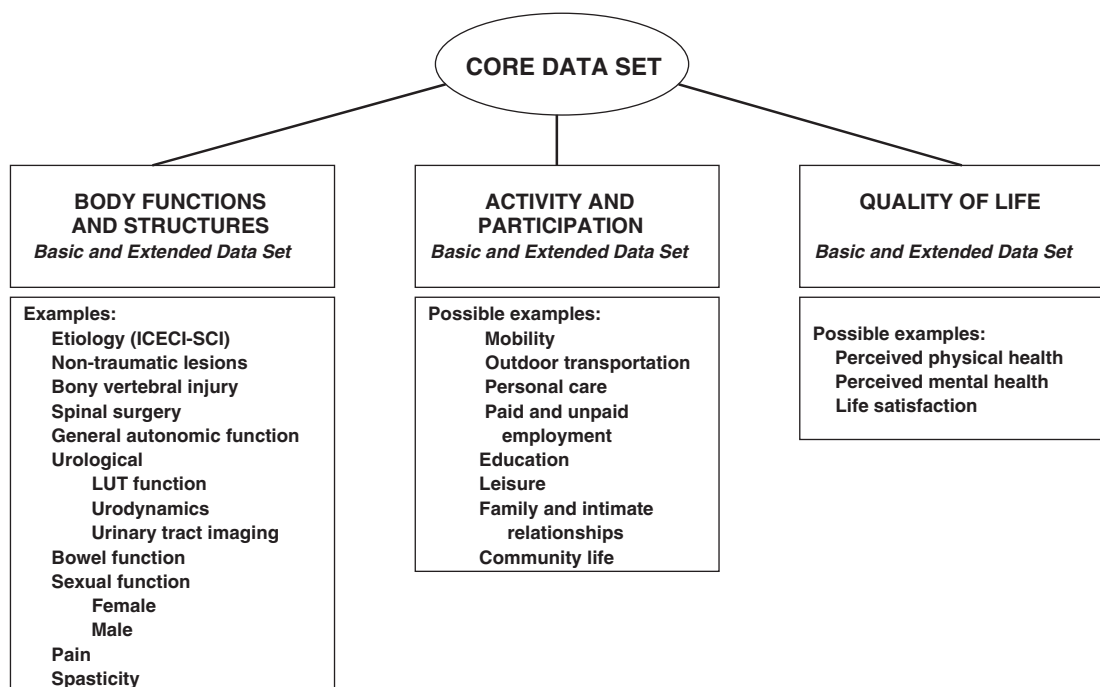 CORE DATA SET
BODY FUNCTIONS
AND STRUCTURES
Basic and Extended Data Set
Examples:
Etiology (ICECI-SCI)
Non-traumatic lesions
Bony vertebral injury
Spinal surgery
General autonomic function
Urological
LUT function
Urodynamics
Urinary tract imaging
Bowel function
Sexual function
Female
Male
Pain
Spasticity
ACTIVITY AND
PARTICIPATION
Basic and Extended Data Set
Possible examples:
Mobility
Outdoor transportation
Personal care
Paid and unpaid
employment
Education
Leisure
Family and intimate
relationships
Community life
QUALITY OF LIFE
Basic and Extended Data Set
Possible examples:
Perceived physical health
Perceived mental health
Life satisfaction